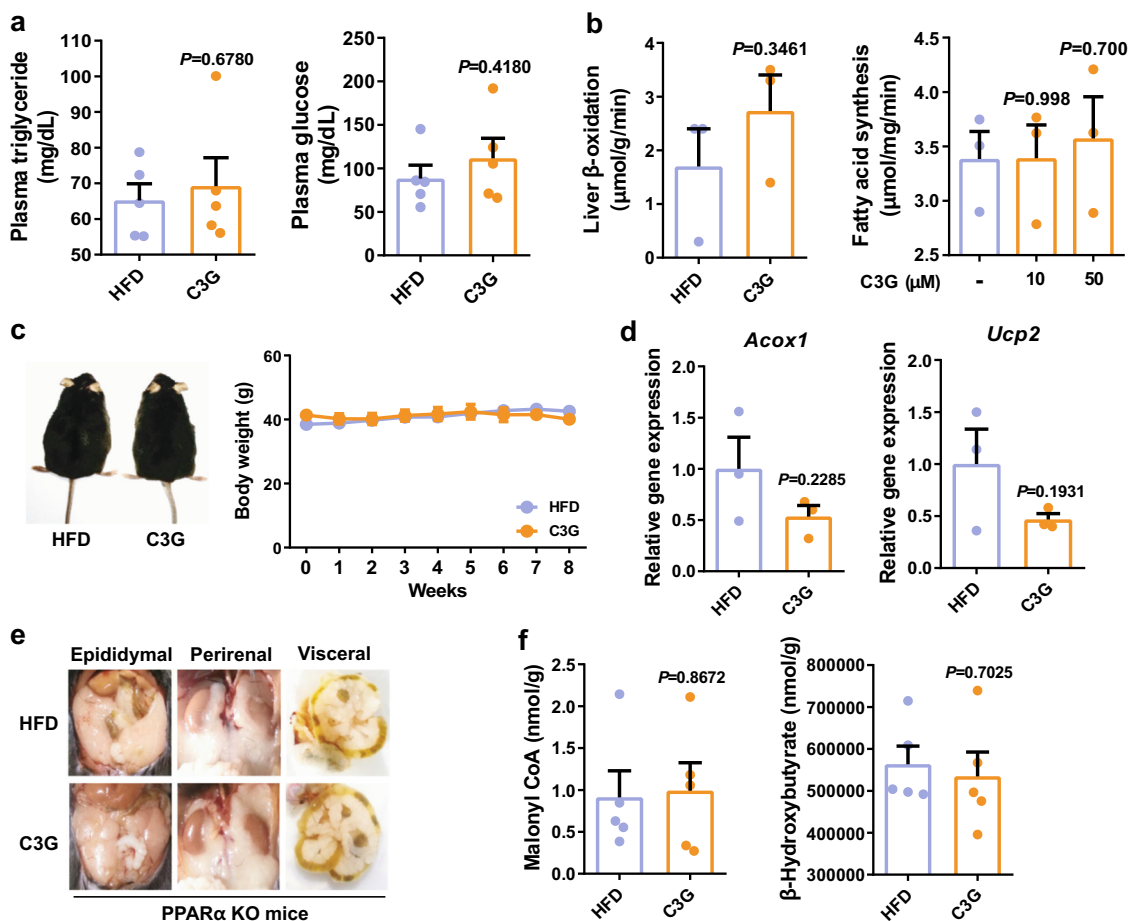 a
Plasma triglyceride
(mg/dL)
110
100
90
80
70
60
50
P=0.6780
HFD
C3G
Plasma glucose
(mg/dL)
250
200
150
100
50
0
P=0.4180
HFD
C3G
b
Liver β-oxidation
(μmol/g/min)
4
3
2
1
0
P=0.3461
HFD
C3G
Fatty acid synthesis
(μmol/mg/min)
4.5
4.0
3.5
3.0
2.5
P=0.998
P=0.700
C3G (μM) - 10 50
c
HFD C3G
Body weight (g)
60
40
20
0
HFD
C3G
0 1 2 3 4 5 6 7 8
Weeks
d
Acox1
Relative gene expression
2.0
1.5
1.0
0.5
0.0
P=0.2285
HFD
C3G
Ucp2
Relative gene expression
2.0
1.5
1.0
0.5
0.0
P=0.1931
HFD
C3G
e
Epididymal Perirenal Visceral
HFD
C3G
PPARα KO mice
f
Malonyl CoA (nmol/g)
2.5
2.0
1.5
1.0
0.5
0.0
P=0.8672
HFD
C3G
β-Hydroxybutyrate (nmol/g)
800000
700000
600000
500000
400000
300000
P=0.7025
HFD
C3G